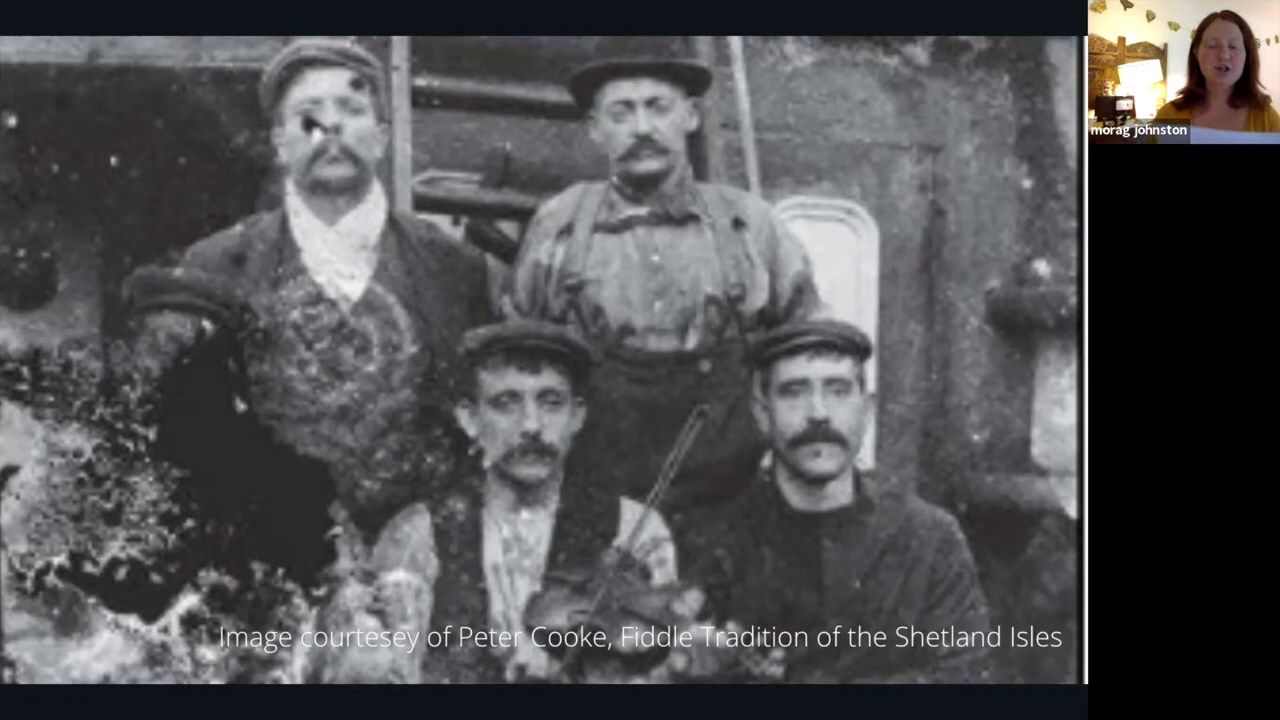 morag johnston
Image courtesey of Peter Cooke, Fiddle Tradition of the Shetland Isles